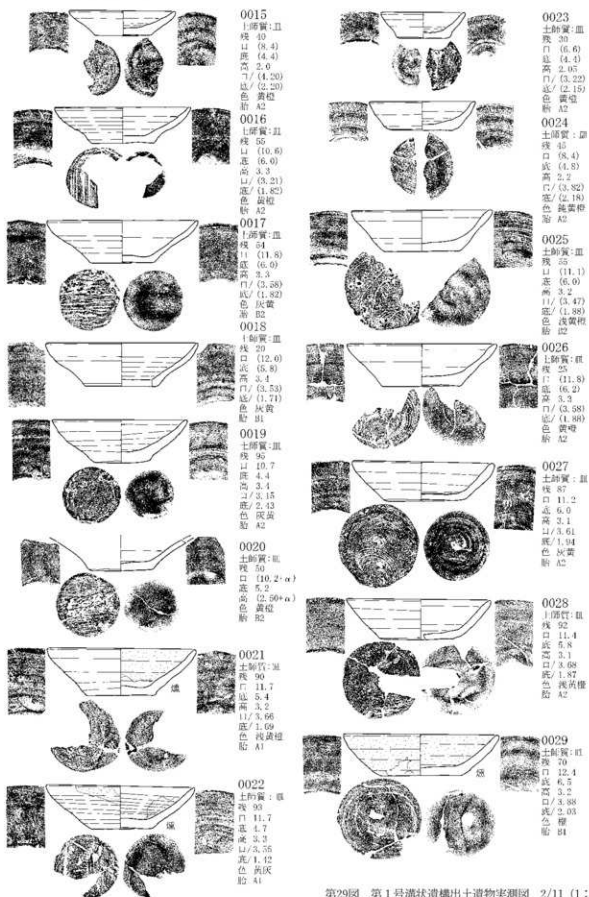 0015
土師質:皿
残 40
口 (8.4)
底 (4.4)
高 2.0
口/ (4.20)
底/ (2.20)
色 黄橙
胎 A2
0016
土師質:皿
残 55
口 (10.6)
底 (6.0)
高 3.3
口/ (3.21)
底/ (1.82)
色 黄橙
胎 A2
0017
土師質:皿
残 54
口 (11.8)
底 (6.0)
高 3.3
口/ (3.58)
底/ (1.82)
色 灰黄
胎 B2
0018
土師質:皿
残 20
口 (12.0)
底 (5.8)
高 3.4
口/ (3.53)
底/ (1.71)
色 灰黄
胎 B1
0019
土師質:皿
残 95
口 10.7
底 4.4
高 3.4
口/ 3.15
底/ 2.43
色 灰黄
胎 A2
0020
土師質:皿
残 50
口 (10.2+α)
底 5.2
高 (2.50+α)
色 黄橙
胎 B2
0021
土師質:皿
残 90
口 11.7
底 5.4
高 3.2
口/ 3.66
底/ 1.69
色 浅黄橙
胎 A1
0022
土師質:皿
残 93
口 11.7
底 4.7
高 3.3
口/ 3.55
底/ 1.42
色 黄灰
胎 A1
0023
土師質:皿
残 30
口 (6.6)
底 (4.4)
高 2.05
口/ (3.22)
底/ (2.15)
色 黄橙
胎 A2
0024
土師質:皿
残 45
口 (8.4)
底 (4.8)
高 2.2
口/ (3.82)
底/ (2.18)
色 浅黄橙
胎 A2
0025
土師質:皿
残 55
口 (11.1)
底 (6.0)
高 3.2
口/ (3.47)
底/ (1.88)
色 浅黄橙
胎 B2
0026
土師質:皿
残 25
口 (11.8)
底 (6.2)
高 3.3
口/ (3.58)
底/ (1.88)
色 黄橙
胎 A2
0027
土師質:皿
残 87
口 11.2
底 6.0
高 3.1
口/ 3.61
底/ 1.94
色 灰黄
胎 A2
0028
土師質:皿
残 92
口 11.4
底 5.8
高 3.1
口/ 3.68
底/ 1.87
色 浅黄橙
胎 A2
0029
土師質:皿
残 70
口 12.4
底 6.5
高 3.2
口/ 3.88
底/ 2.03
色 橙
胎 B1
第29図 第1号溝状遺構出土遺物実測図 2/11 (1: